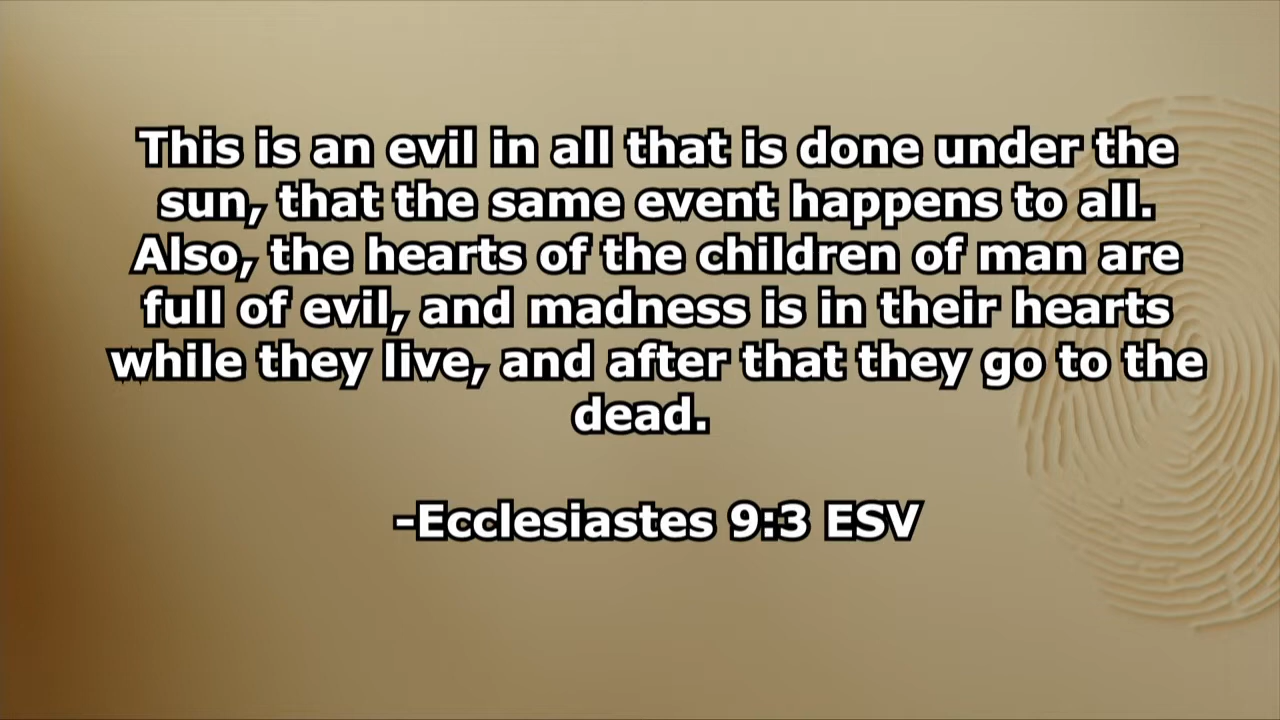 This is an evil in all that is done under the
sun, that the same event happens to all.
Also, the hearts of the children of man are
full of evil, and madness is in their hearts
while they live, and after that they go to the
dead.
-Ecclesiastes 9:3 ESV